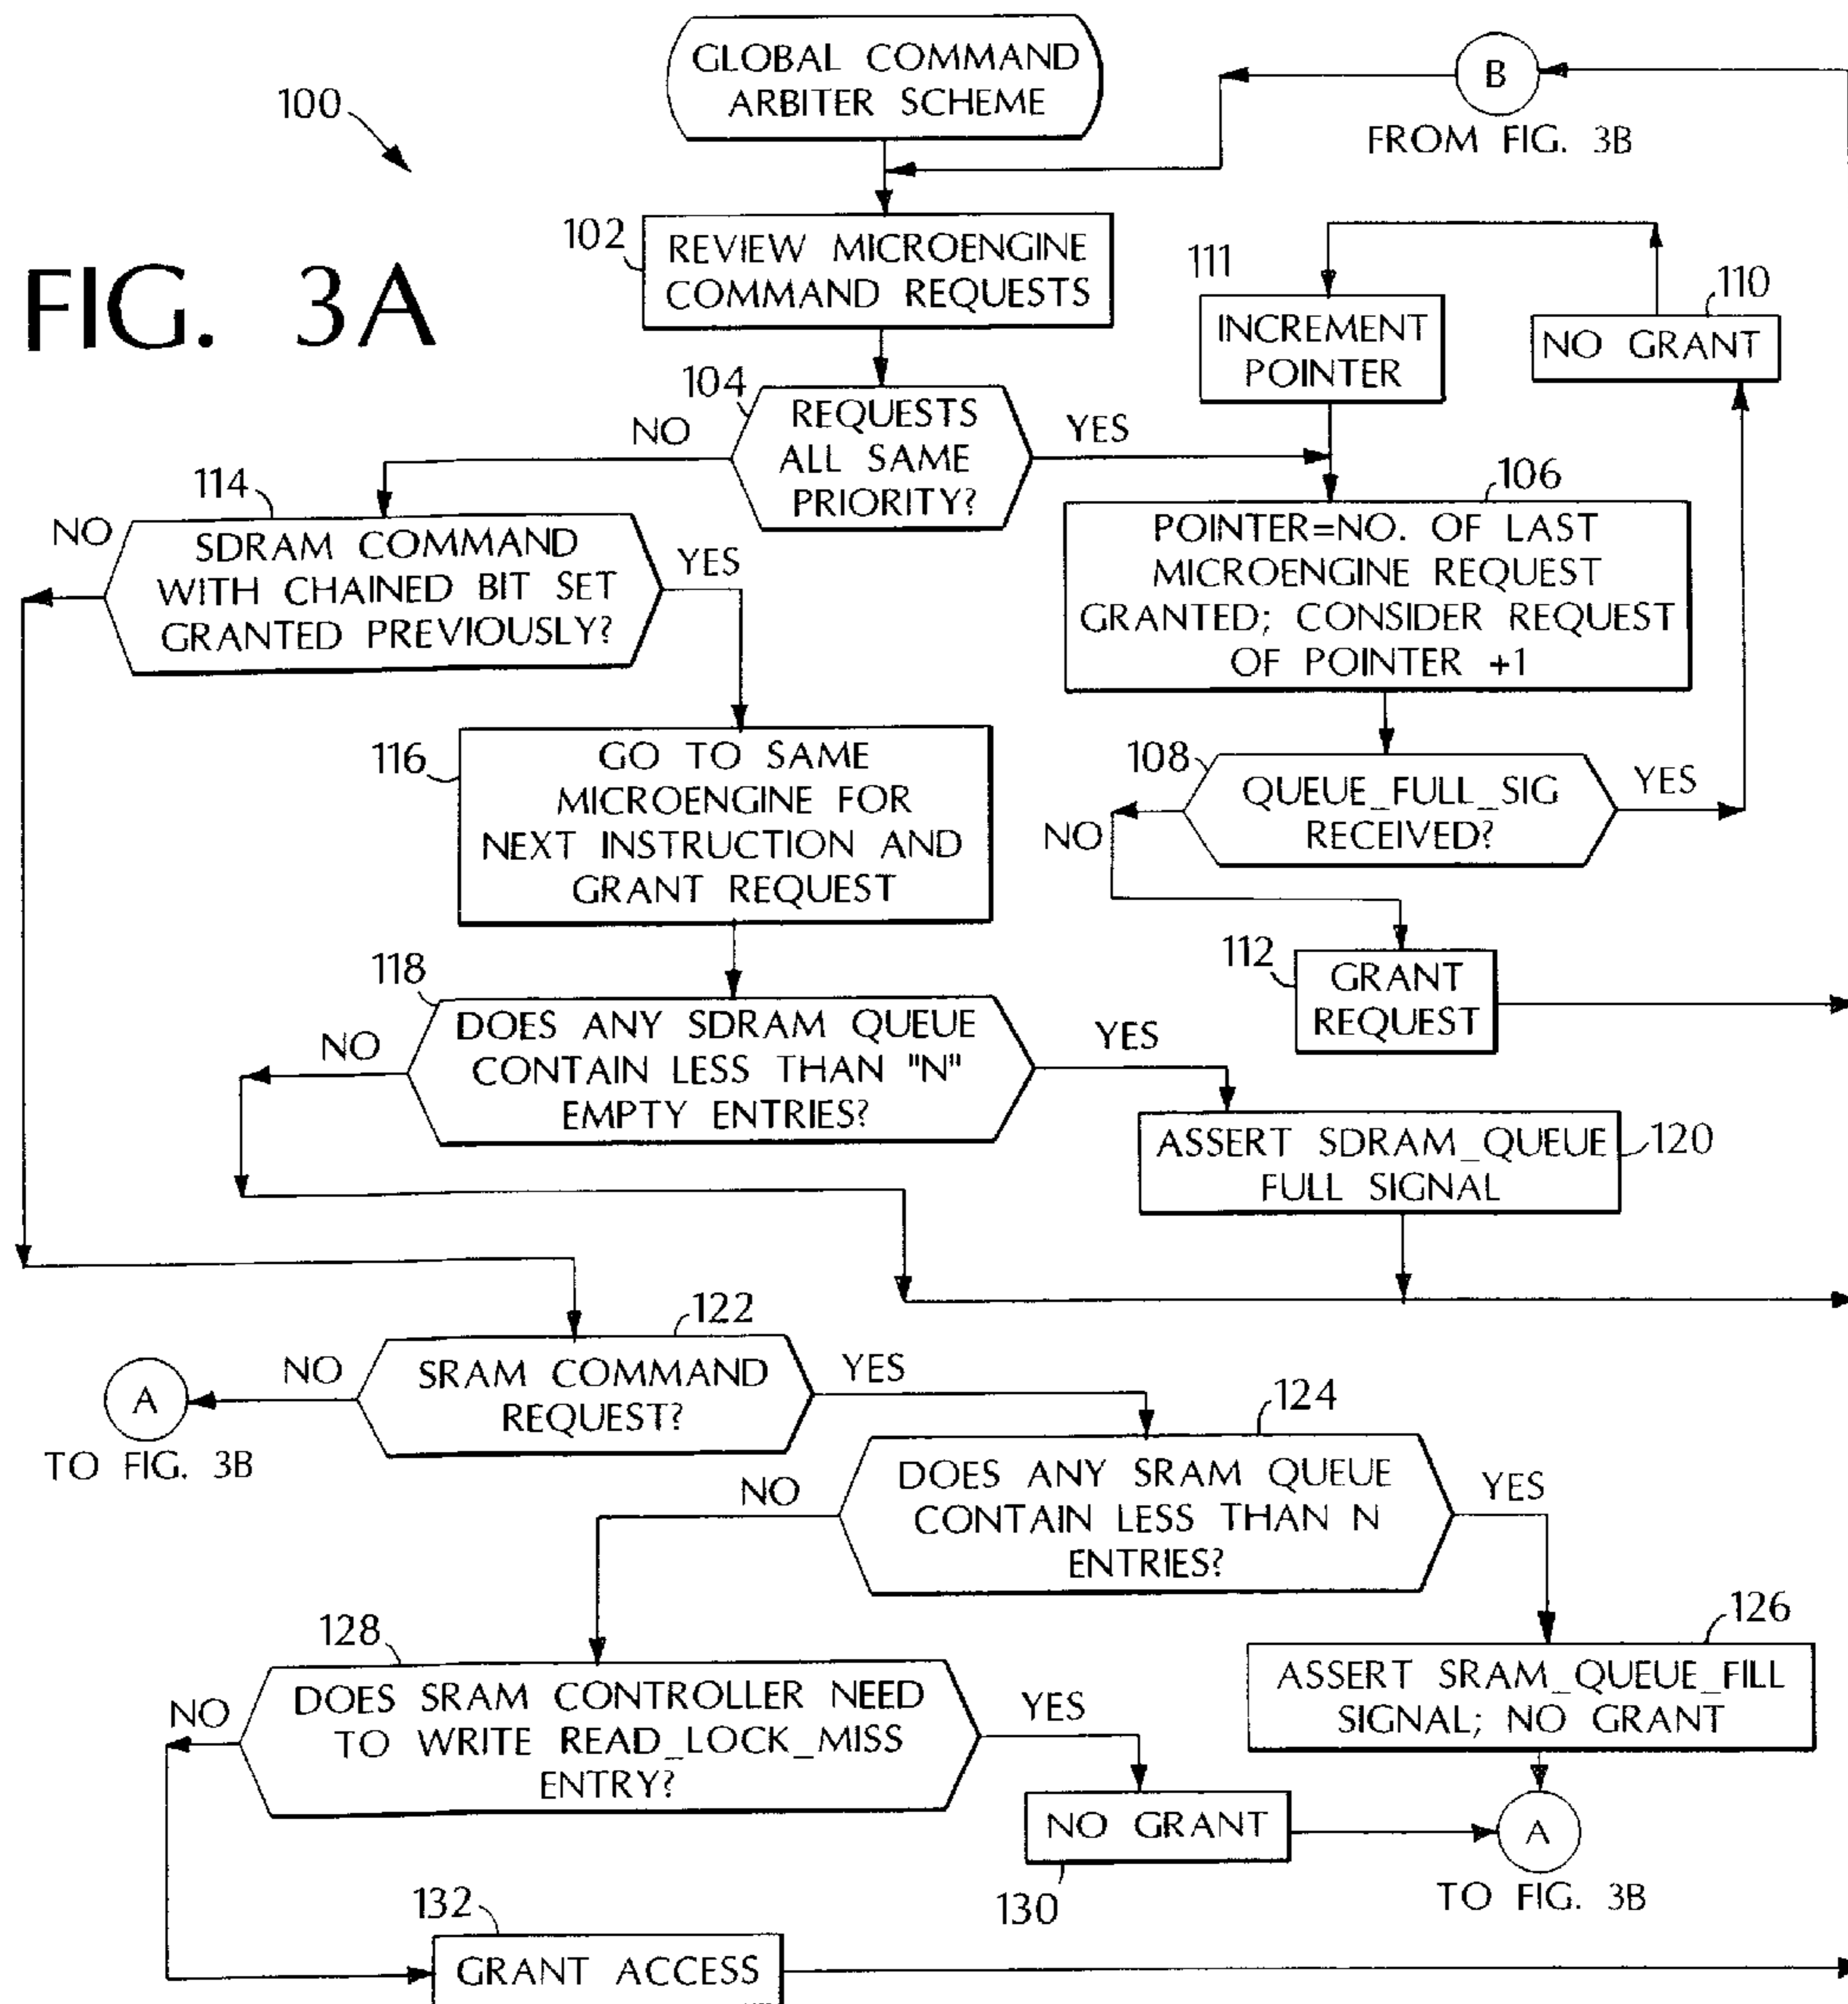 GLOBAL COMMAND
ARBITER SCHEME
B
FROM FIG. 3B
100
FIG. 3A
102
REVIEW MICROENGINE
COMMAND REQUESTS
111
INCREMENT
POINTER
110
NO GRANT
104
REQUESTS
ALL SAME
PRIORITY?
NO
YES
114
SDRAM COMMAND
WITH CHAINED BIT SET
GRANTED PREVIOUSLY?
NO
YES
106
POINTER=NO. OF LAST
MICROENGINE REQUEST
GRANTED; CONSIDER REQUEST
OF POINTER +1
116
GO TO SAME
MICROENGINE FOR
NEXT INSTRUCTION AND
GRANT REQUEST
108
QUEUE_FULL_SIG
RECEIVED?
YES
NO
112
GRANT
REQUEST
118
DOES ANY SDRAM QUEUE
CONTAIN LESS THAN "N"
EMPTY ENTRIES?
NO
YES
ASSERT SDRAM_QUEUE
FULL SIGNAL
120
122
SRAM COMMAND
REQUEST?
NO
YES
A
TO FIG. 3B
124
DOES ANY SRAM QUEUE
CONTAIN LESS THAN N
ENTRIES?
NO
YES
126
ASSERT SRAM_QUEUE_FILL
SIGNAL; NO GRANT
128
DOES SRAM CONTROLLER NEED
TO WRITE READ_LOCK_MISS
ENTRY?
NO
YES
NO GRANT
130
A
TO FIG. 3B
132
GRANT ACCESS